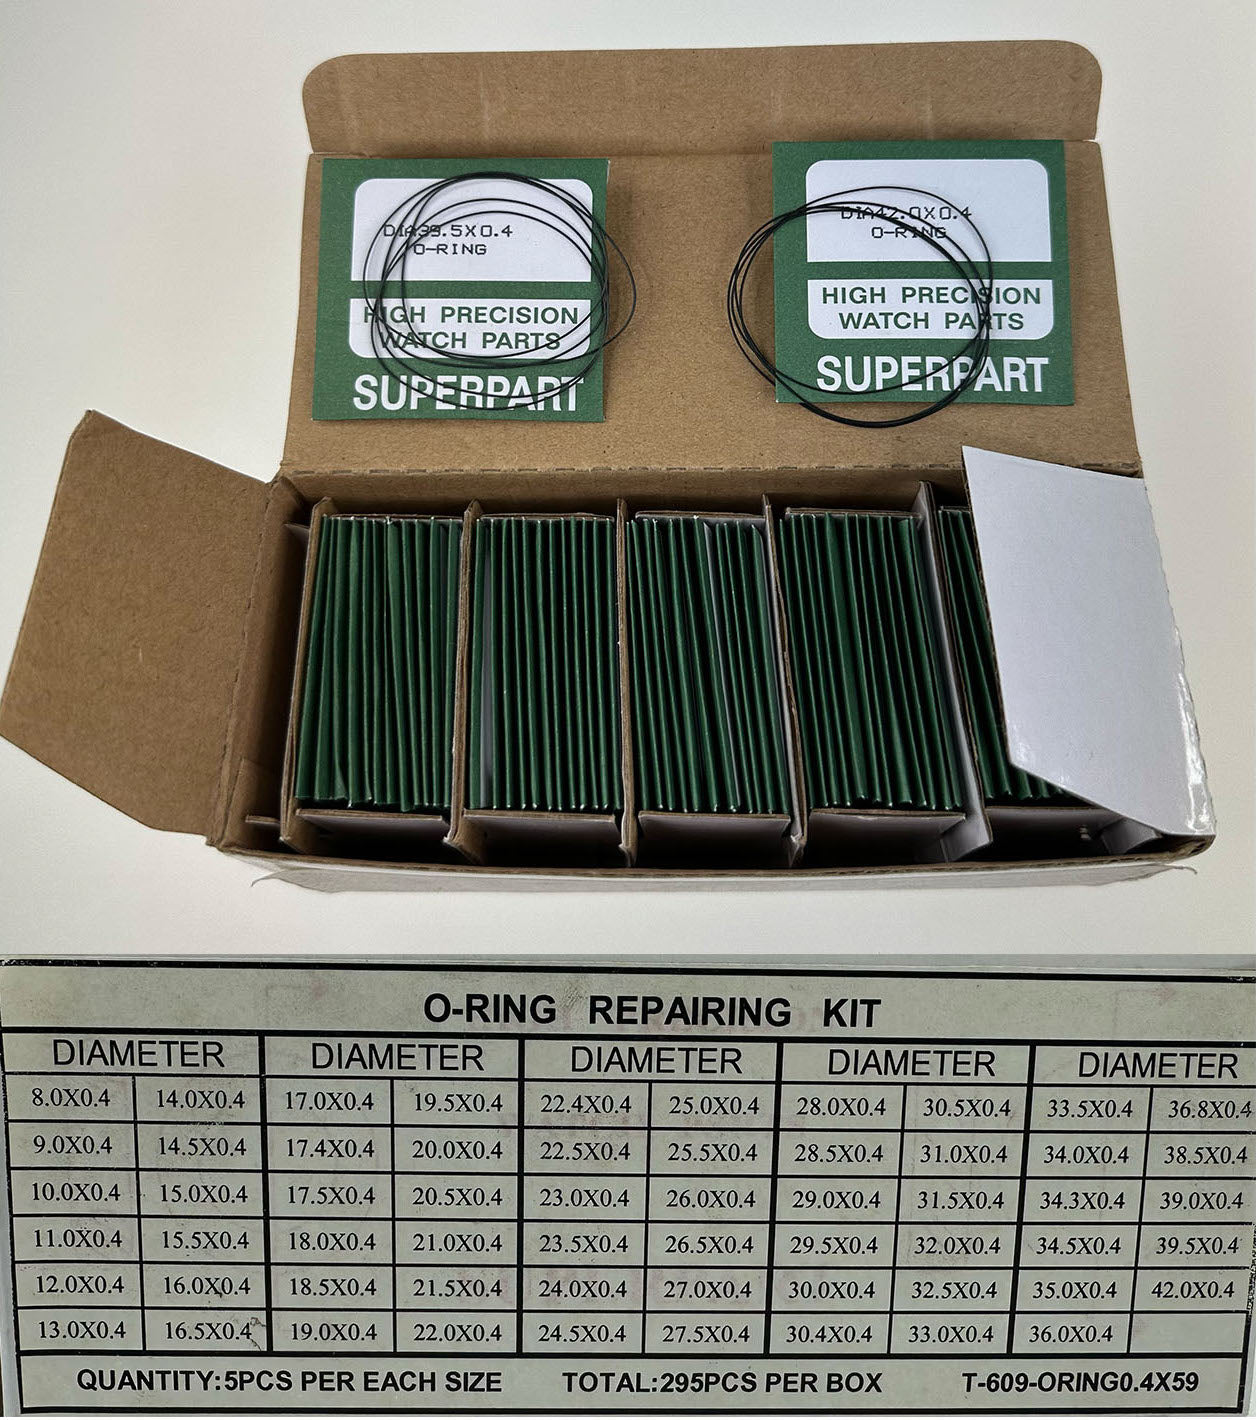 DIA39.5X0.4
O-RING
HIGH PRECISION
WATCH PARTS
SUPERPART
DIA42.0X0.4
O-RING
HIGH PRECISION
WATCH PARTS
SUPERPART
O-RING REPAIRING KIT
DIAMETER DIAMETER DIAMETER DIAMETER DIAMETER
8.0X0.4 14.0X0.4 17.0X0.4 19.5X0.4 22.4X0.4 25.0X0.4 28.0X0.4 30.5X0.4 33.5X0.4 36.8X0.4
9.0X0.4 14.5X0.4 17.4X0.4 20.0X0.4 22.5X0.4 25.5X0.4 28.5X0.4 31.0X0.4 34.0X0.4 38.5X0.4
10.0X0.4 15.0X0.4 17.5X0.4 20.5X0.4 23.0X0.4 26.0X0.4 29.0X0.4 31.5X0.4 34.3X0.4 39.0X0.4
11.0X0.4 15.5X0.4 18.0X0.4 21.0X0.4 23.5X0.4 26.5X0.4 29.5X0.4 32.0X0.4 34.5X0.4 39.5X0.4
12.0X0.4 16.0X0.4 18.5X0.4 21.5X0.4 24.0X0.4 27.0X0.4 30.0X0.4 32.5X0.4 35.0X0.4 42.0X0.4
13.0X0.4 16.5X0.4 19.0X0.4 22.0X0.4 24.5X0.4 27.5X0.4 30.4X0.4 33.0X0.4 36.0X0.4
QUANTITY:5PCS PER EACH SIZE TOTAL:295PCS PER BOX T-609-ORING0.4X59